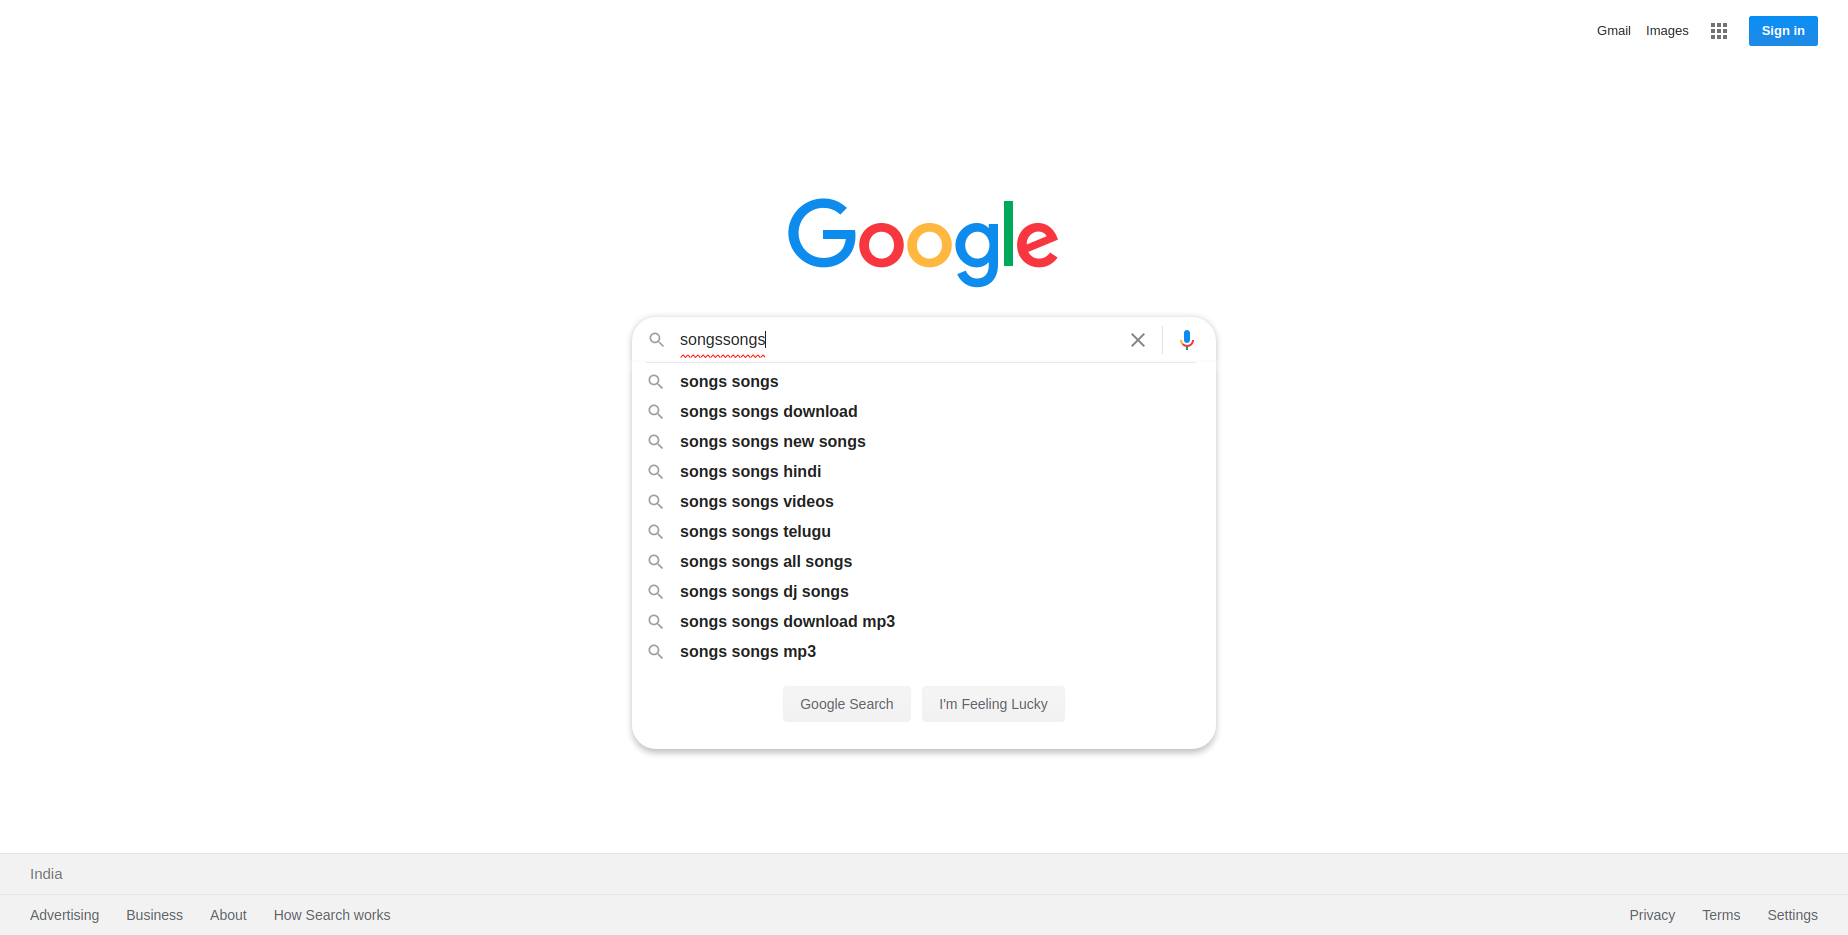 Gmail Images Sign in
Google
songssongs
songs songs
songs songs download
songs songs new songs
songs songs hindi
songs songs videos
songs songs telugu
songs songs all songs
songs songs dj songs
songs songs download mp3
songs songs mp3
Google Search I'm Feeling Lucky
India
Advertising Business About How Search works Privacy Terms Settings